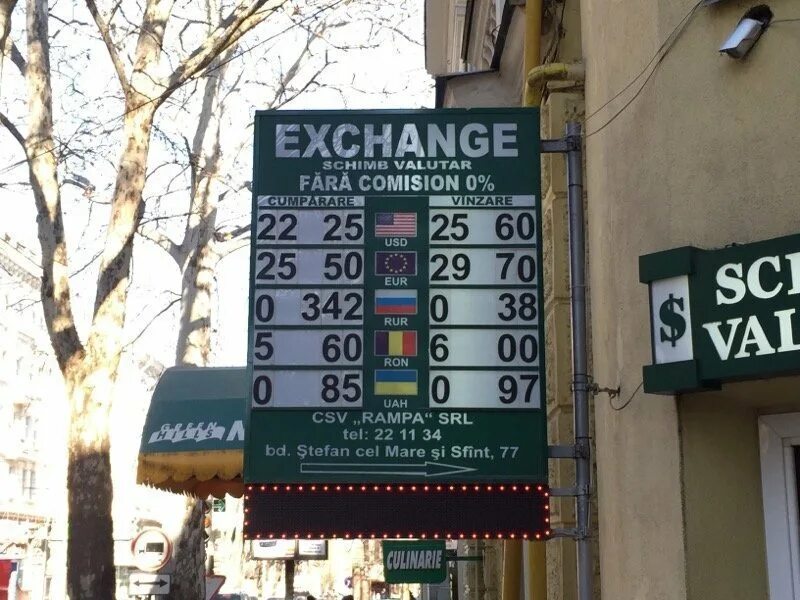 EXCHANGE
SCHIMB VALUTAR
FĂRĂ COMISION 0%
CUMPĂRARE VÎNZARE
22 25 USD 25 60
25 50 EUR 29 70
0 342 RUR 0 38
5 60 RON 6 00
0 85 UAH 0 97
CSV „RAMPA“ SRL
tel: 22 11 34
bd. Ştefan cel Mare şi Sfînt, 77
GREEN
HILLS
CULINARIE
$
SC
VAL